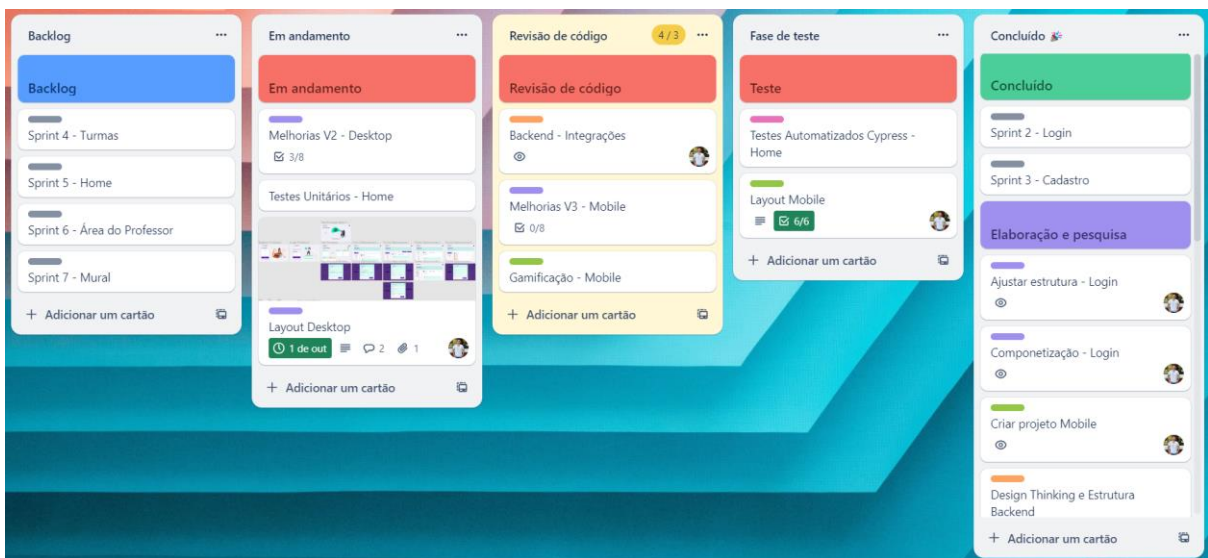 Backlog
Backlog
Sprint 4 - Turmas
Sprint 5 - Home
Sprint 6 - Área do Professor
Sprint 7 - Mural
+ Adicionar um cartão
Em andamento
Em andamento
Melhorias V2 - Desktop
3/8
Testes Unitários - Home
Layout Desktop
1 de out
2
1
+ Adicionar um cartão
Revisão de código
4/3
Revisão de código
Backend - Integrações
Melhorias V3 - Mobile
0/8
Gamificação - Mobile
+ Adicionar um cartão
Fase de teste
Teste
Testes Automatizados Cypress -
Home
Layout Mobile
6/6
+ Adicionar um cartão
Concluído 🎉
Concluído
Sprint 2 - Login
Sprint 3 - Cadastro
Elaboração e pesquisa
Ajustar estrutura - Login
Componetização - Login
Criar projeto Mobile
Design Thinking e Estrutura
Backend
+ Adicionar um cartão